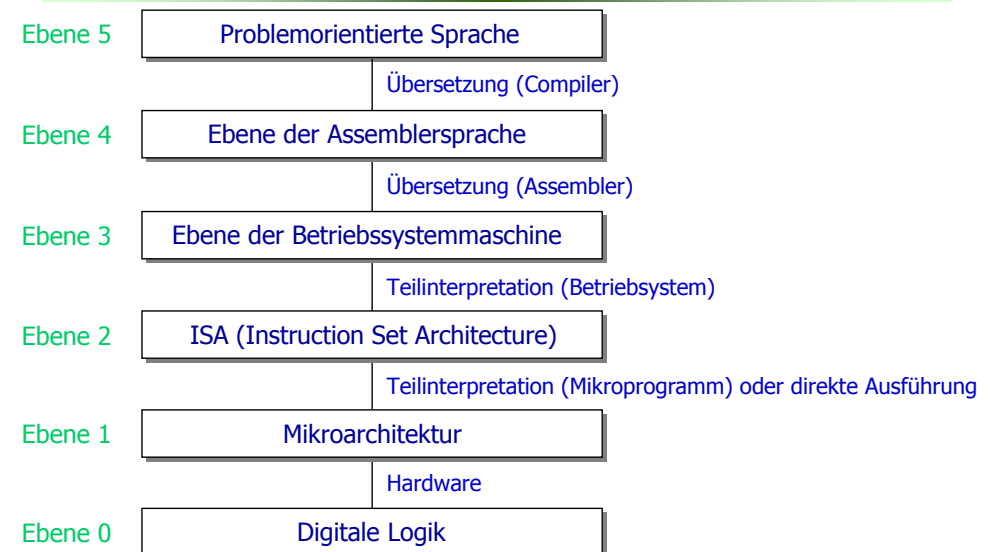 Ebene 5 Problemorientierte Sprache
Übersetzung (Compiler)
Ebene 4 Ebene der Assemblersprache
Übersetzung (Assembler)
Ebene 3 Ebene der Betriebssystemmaschine
Teilinterpretation (Betriebsystem)
Ebene 2 ISA (Instruction Set Architecture)
Teilinterpretation (Mikroprogramm) oder direkte Ausführung
Ebene 1 Mikroarchitektur
Hardware
Ebene 0 Digitale Logik